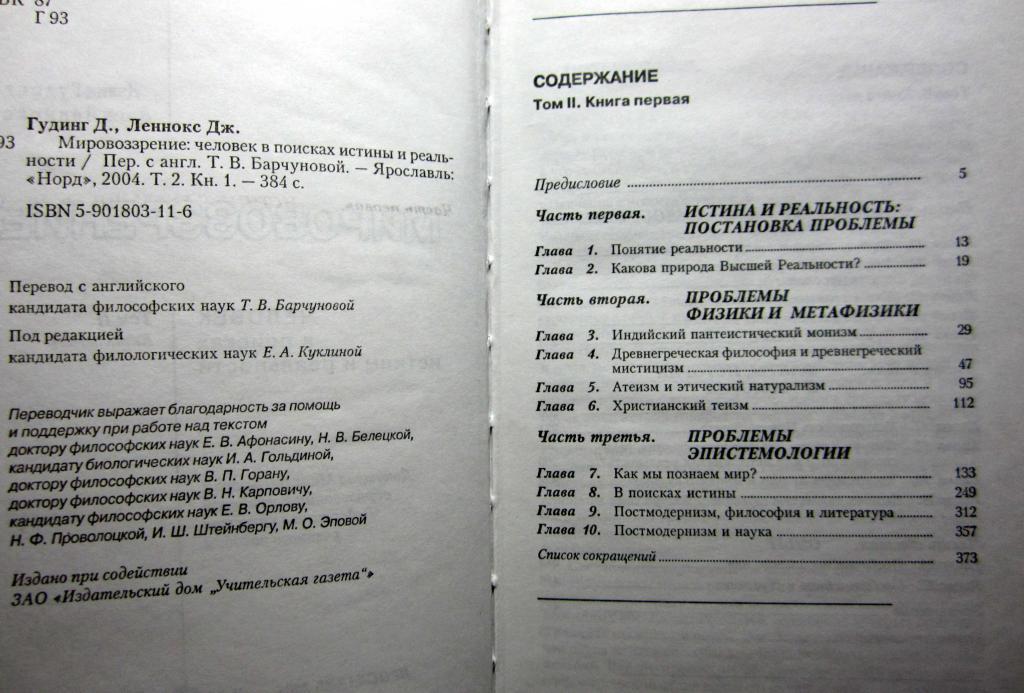 87
Г 93
Гудинг Д., Леннокс Дж.
93 Мировоззрение: человек в поисках истины и реаль-
ности / Пер. с англ. Т. В. Барчуновой. — Ярославль:
«Норд», 2004. Т. 2. Кн. 1. — 384 с.
ISBN 5-901803-11-6
Перевод с английского
кандидата философских наук Т. В. Барчуновой
Под редакцией
кандидата филологических наук Е. А. Куклиной
Переводчик выражает благодарность за помощь
и поддержку при работе над текстом
доктору философских наук Е. В. Афонасину, Н. В. Белецкой,
кандидату биологических наук И. А. Гольдиной,
доктору философских наук В. П. Горану,
доктору философских наук В. Н. Карповичу,
кандидату философских наук Е. В. Орлову,
Н. Ф. Проволоцкой, И. Ш. Штейнбергу, М. О. Эповой
Издано при содействии
ЗАО «Издательский дом „Учительская газета“»
СОДЕРЖАНИЕ
Том II. Книга первая
Предисловие 5
Часть первая. ИСТИНА И РЕАЛЬНОСТЬ:
ПОСТАНОВКА ПРОБЛЕМЫ
Глава 1. Понятие реальности 13
Глава 2. Какова природа Высшей Реальности? 19
Часть вторая. ПРОБЛЕМЫ
ФИЗИКИ И МЕТАФИЗИКИ
Глава 3. Индийский пантеистический монизм 29
Глава 4. Древнегреческая философия и древнегреческий
мистицизм 47
Глава 5. Атеизм и этический натурализм 95
Глава 6. Христианский теизм 112
Часть третья. ПРОБЛЕМЫ
ЭПИСТЕМОЛОГИИ
Глава 7. Как мы познаем мир? 133
Глава 8. В поисках истины 249
Глава 9. Постмодернизм, философия и литература 312
Глава 10. Постмодернизм и наука 357
Список сокращений 373